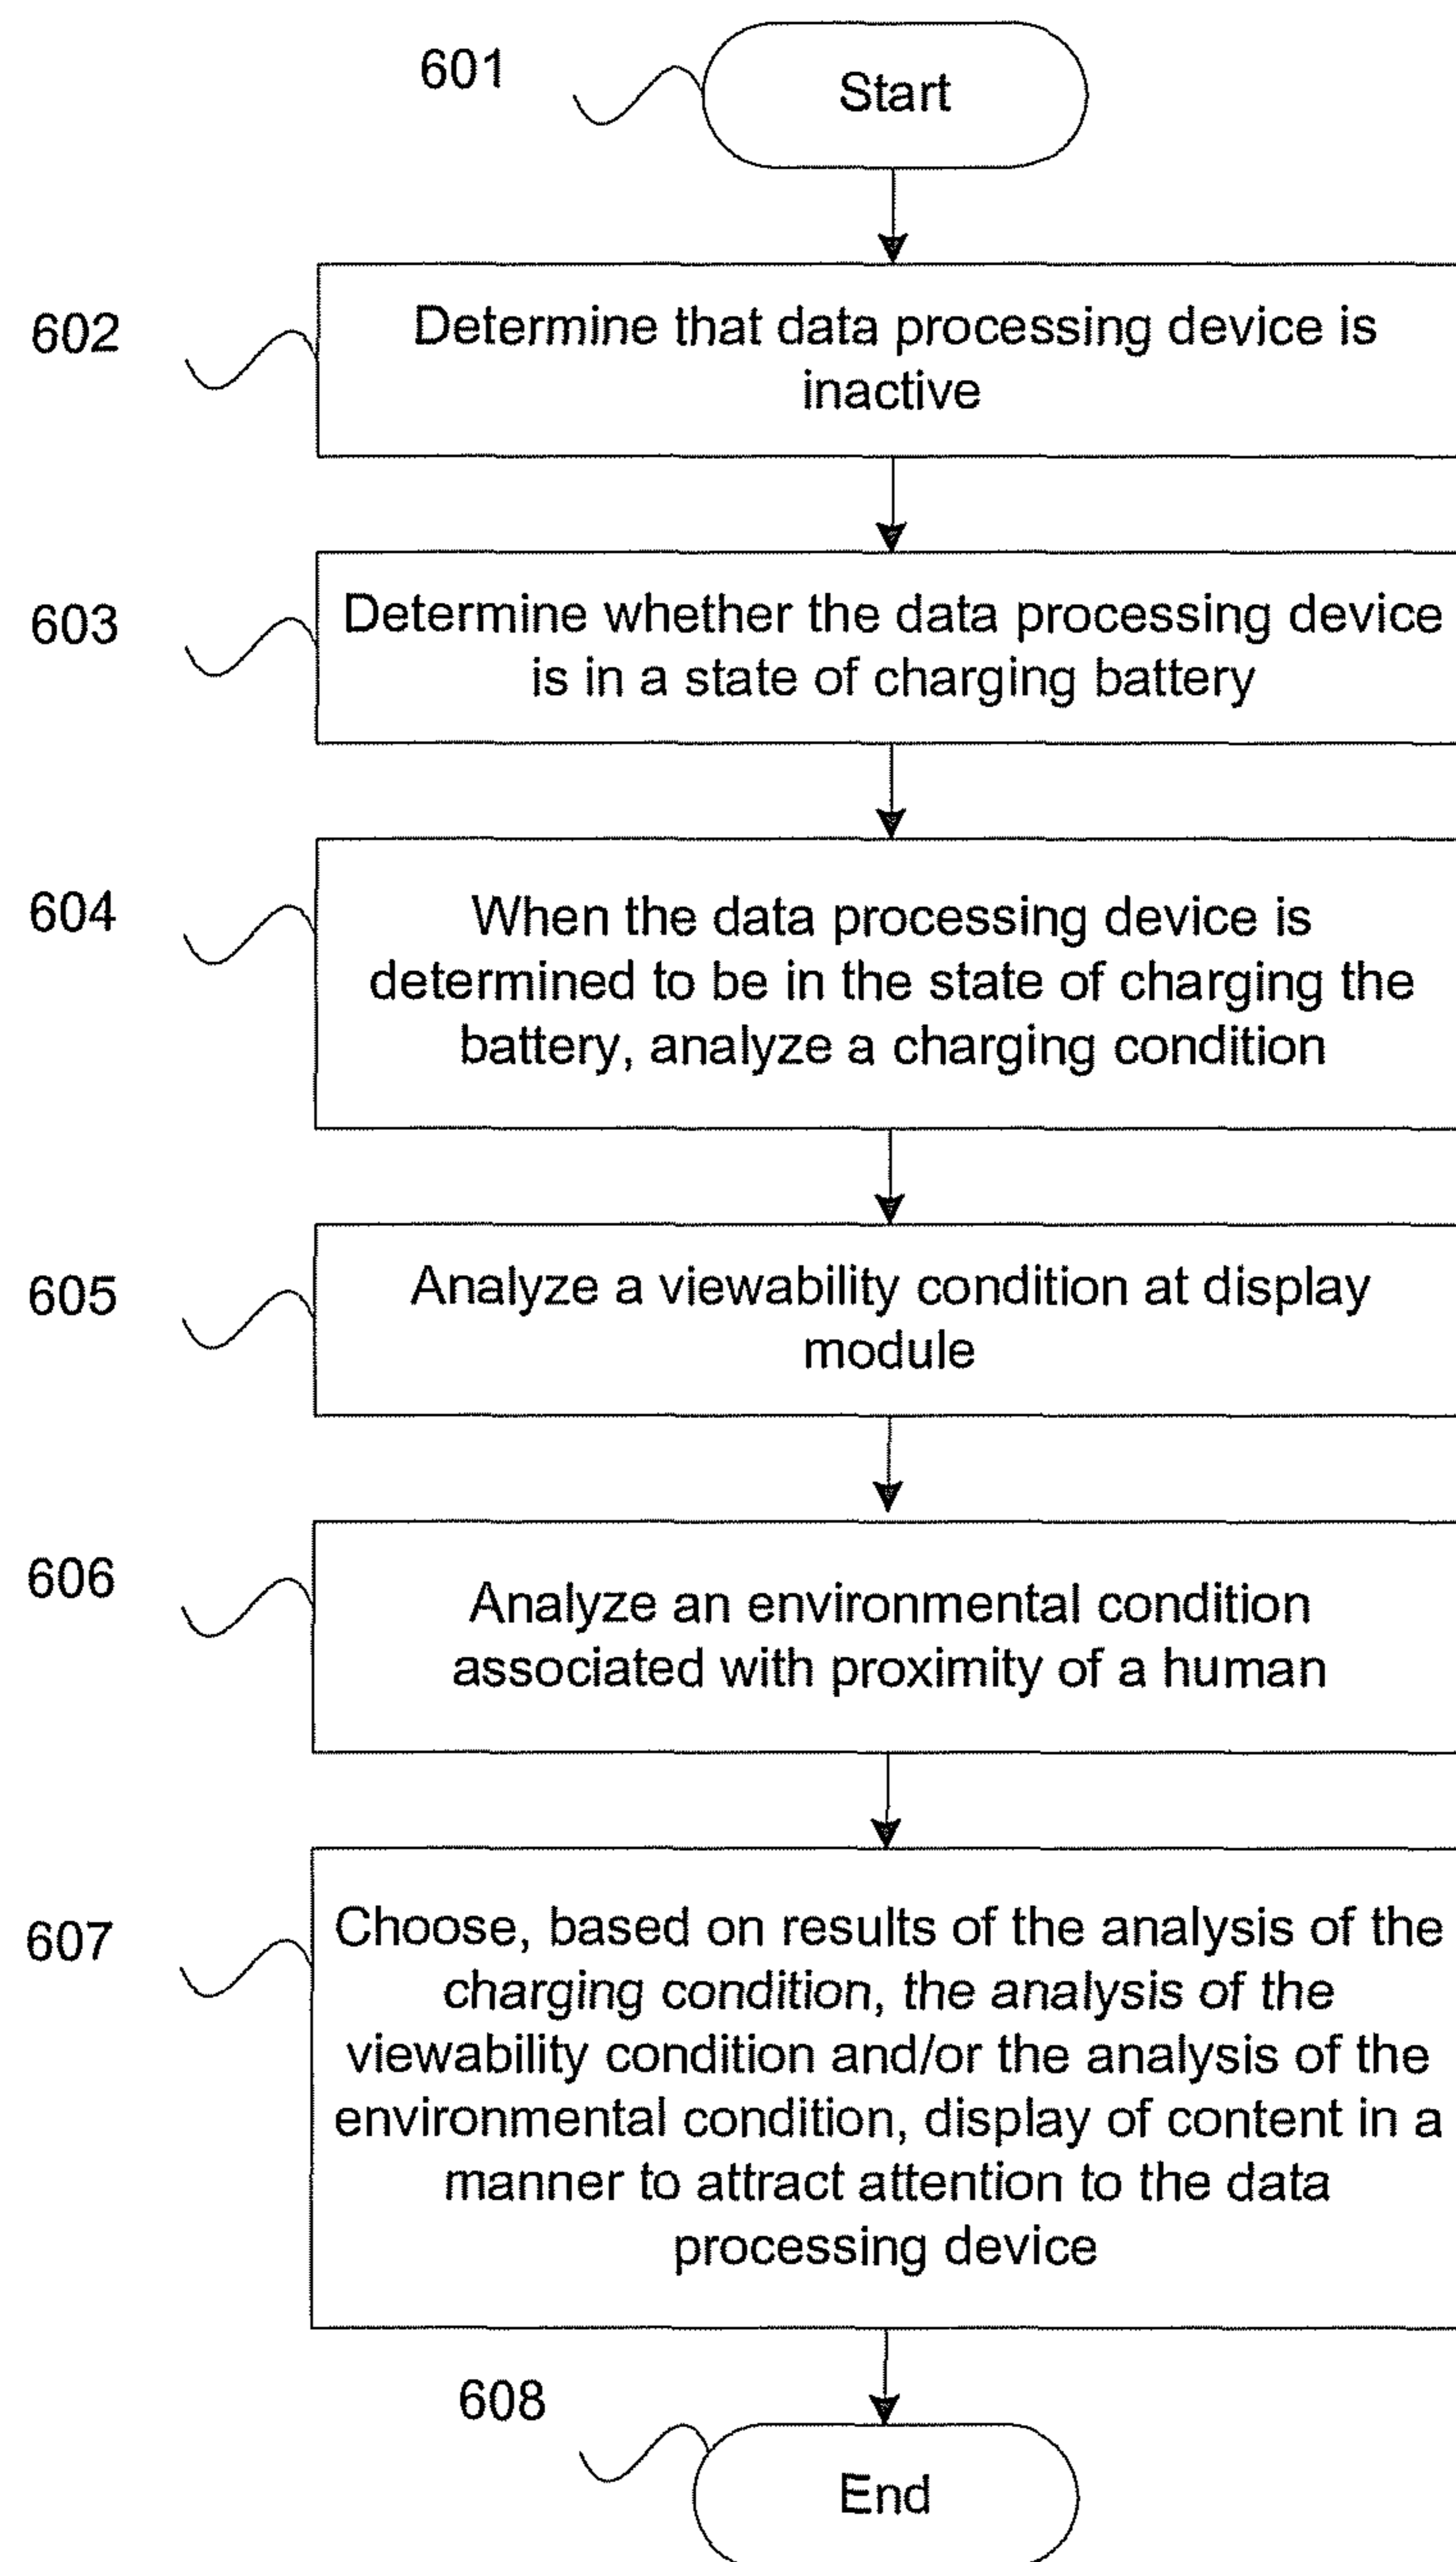 601
Start
602
Determine that data processing device is
inactive
603
Determine whether the data processing device
is in a state of charging battery
604
When the data processing device is
determined to be in the state of charging the
battery, analyze a charging condition
605
Analyze a viewability condition at display
module
606
Analyze an environmental condition
associated with proximity of a human
607
Choose, based on results of the analysis of the
charging condition, the analysis of the
viewability condition and/or the analysis of the
environmental condition, display of content in a
manner to attract attention to the data
processing device
608
End